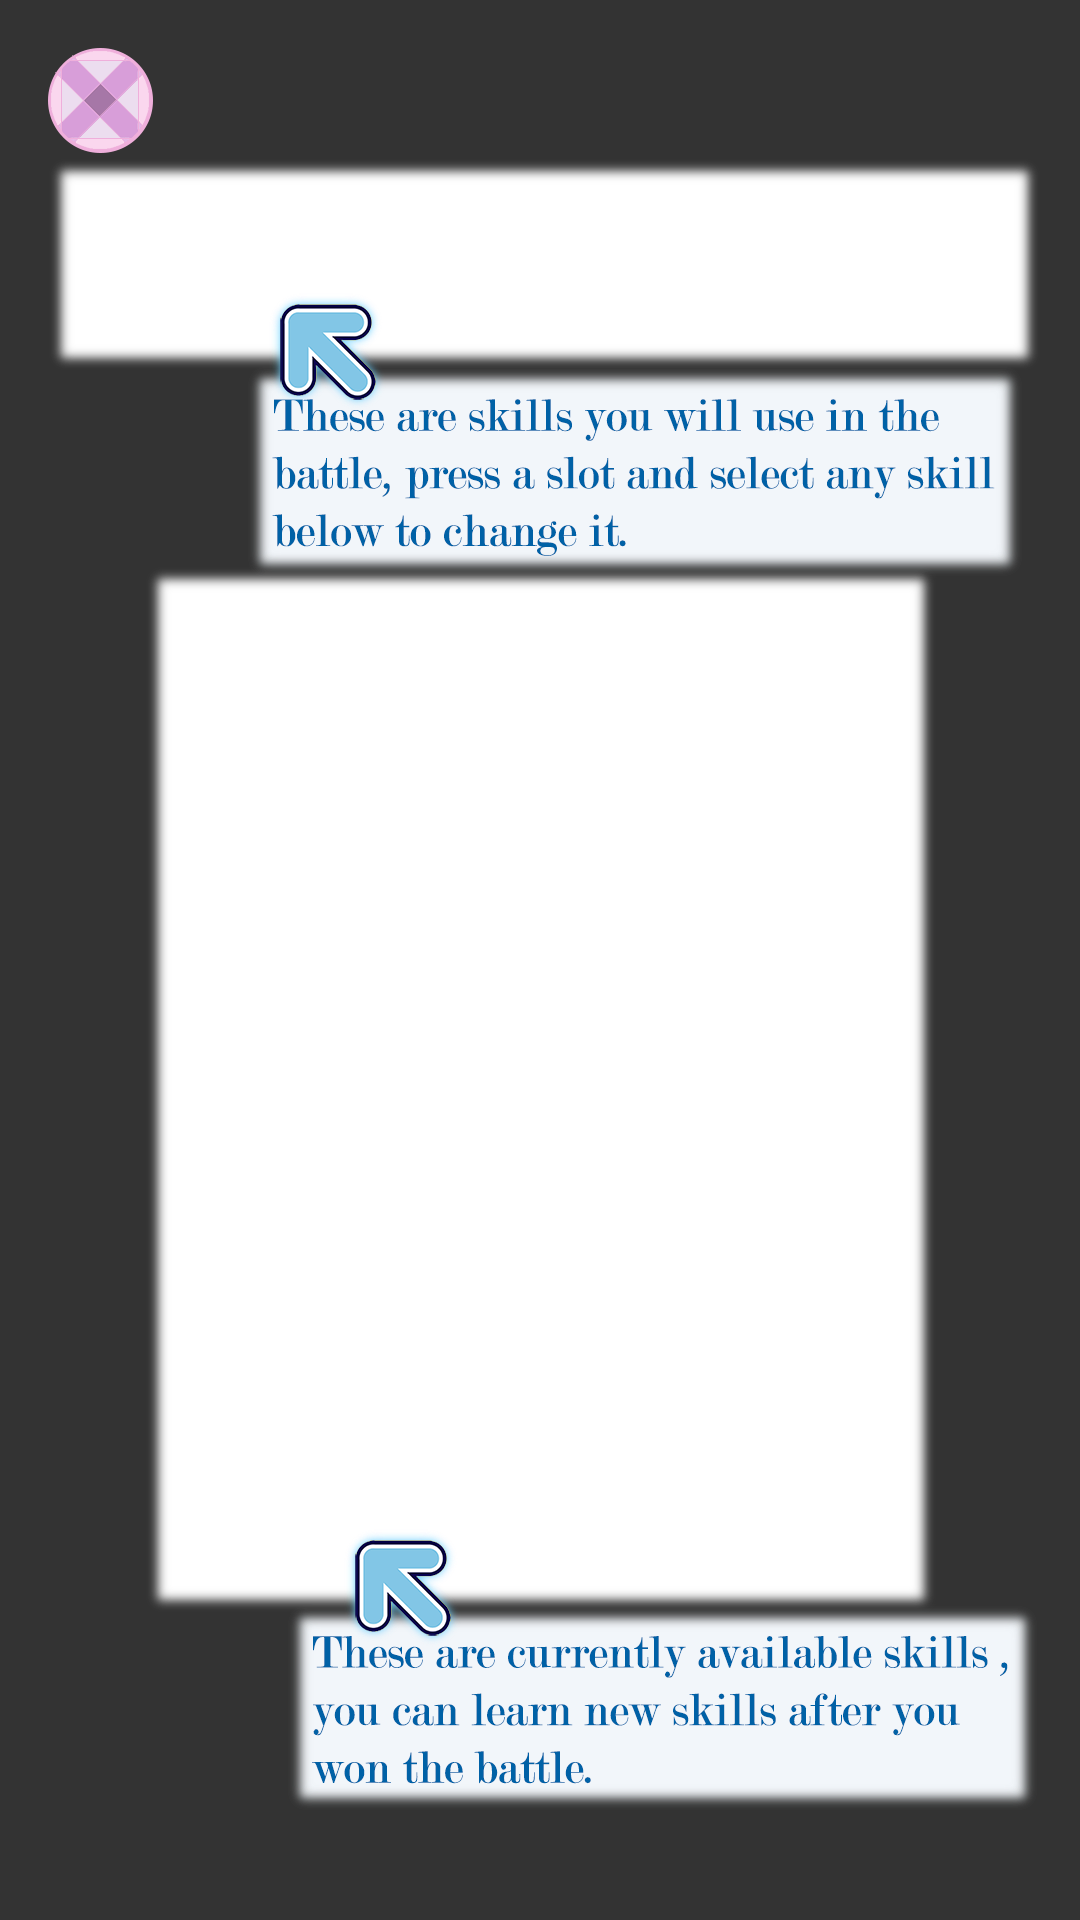 These are skills you will use in the
battle, press a slot and select any skill
below to change it.
These are currently available skills ,
you can learn new skills after you
won the battle.